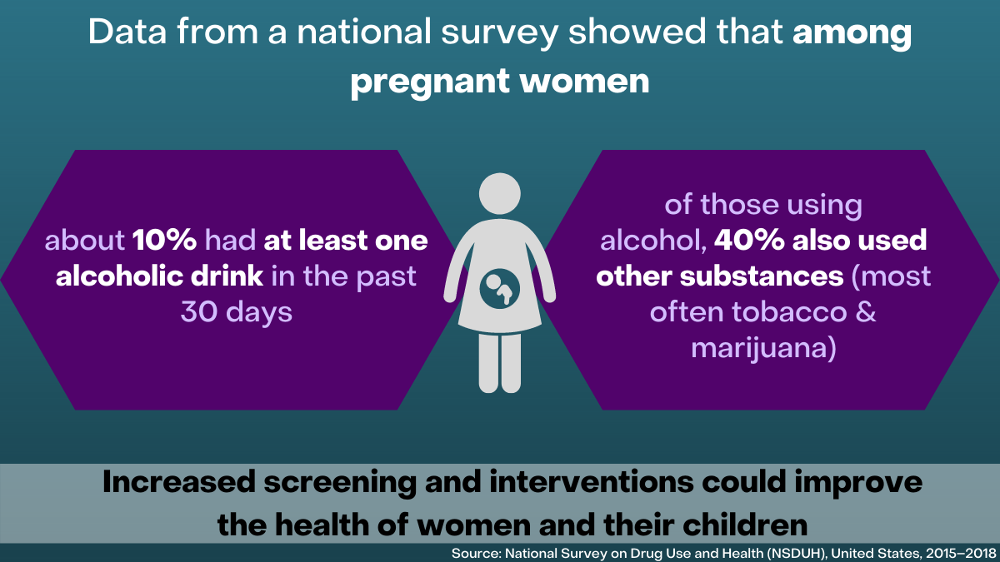 Data from a national survey showed that among
pregnant women
about 10% had at least one
alcoholic drink in the past
30 days
of those using
alcohol, 40% also used
other substances (most
often tobacco &
marijuana)
Increased screening and interventions could improve
the health of women and their children
Source: National Survey on Drug Use and Health (NSDUH), United States, 2015–2018